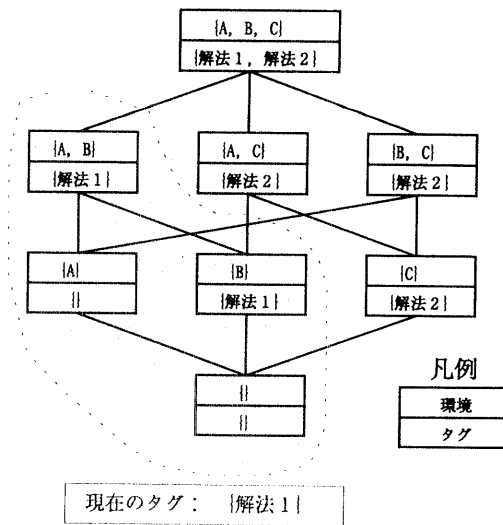 {A, B, C}
{解法1, 解法2}
{A, B}
{解法1}
{A, C}
{解法2}
{B, C}
{解法2}
{A}
{}
{B}
{解法1}
{C}
{解法2}
{}
{}
凡例
環境
タグ
現在のタグ: {解法1}